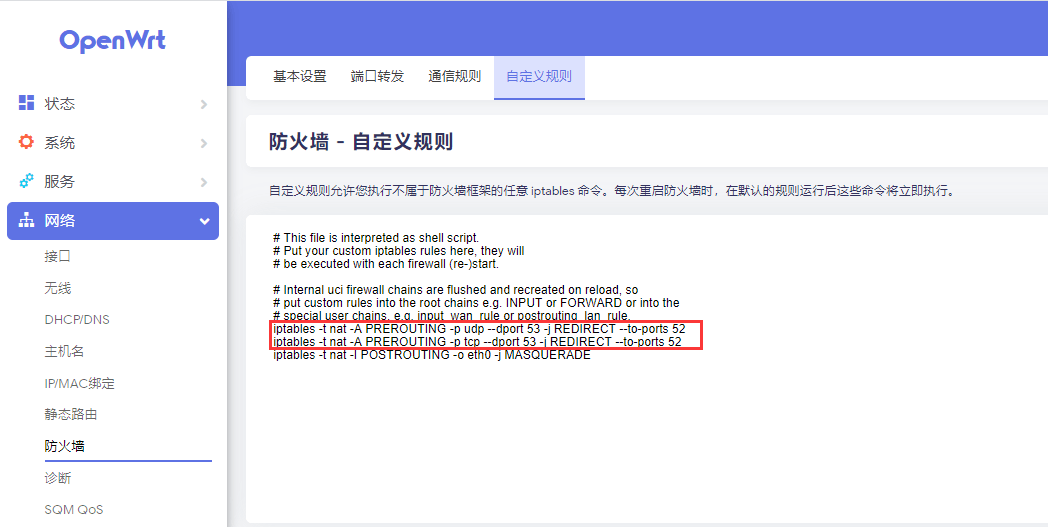 OpenWrt
状态
系统
服务
网络
接口
无线
DHCP/DNS
主机名
IP/MAC绑定
静态路由
防火墙
诊断
SQM QoS
基本设置 端口转发 通信规则 自定义规则
防火墙 - 自定义规则
自定义规则允许您执行不属于防火墙框架的任意 iptables 命令。每次重启防火墙时，在默认的规则运行后这些命令将立即执行。
# This file is interpreted as shell script.
# Put your custom iptables rules here, they will
# be executed with each firewall (re-)start.
# Internal uci firewall chains are flushed and recreated on reload, so
# put custom rules into the root chains e.g. INPUT or FORWARD or into the
# special user chains, e.g. input_wan_rule or postrouting_lan_rule.
iptables -t nat -A PREROUTING -p udp --dport 53 -j REDIRECT --to-ports 52
iptables -t nat -A PREROUTING -p tcp --dport 53 -j REDIRECT --to-ports 52
iptables -t nat -I POSTROUTING -o eth0 -j MASQUERADE